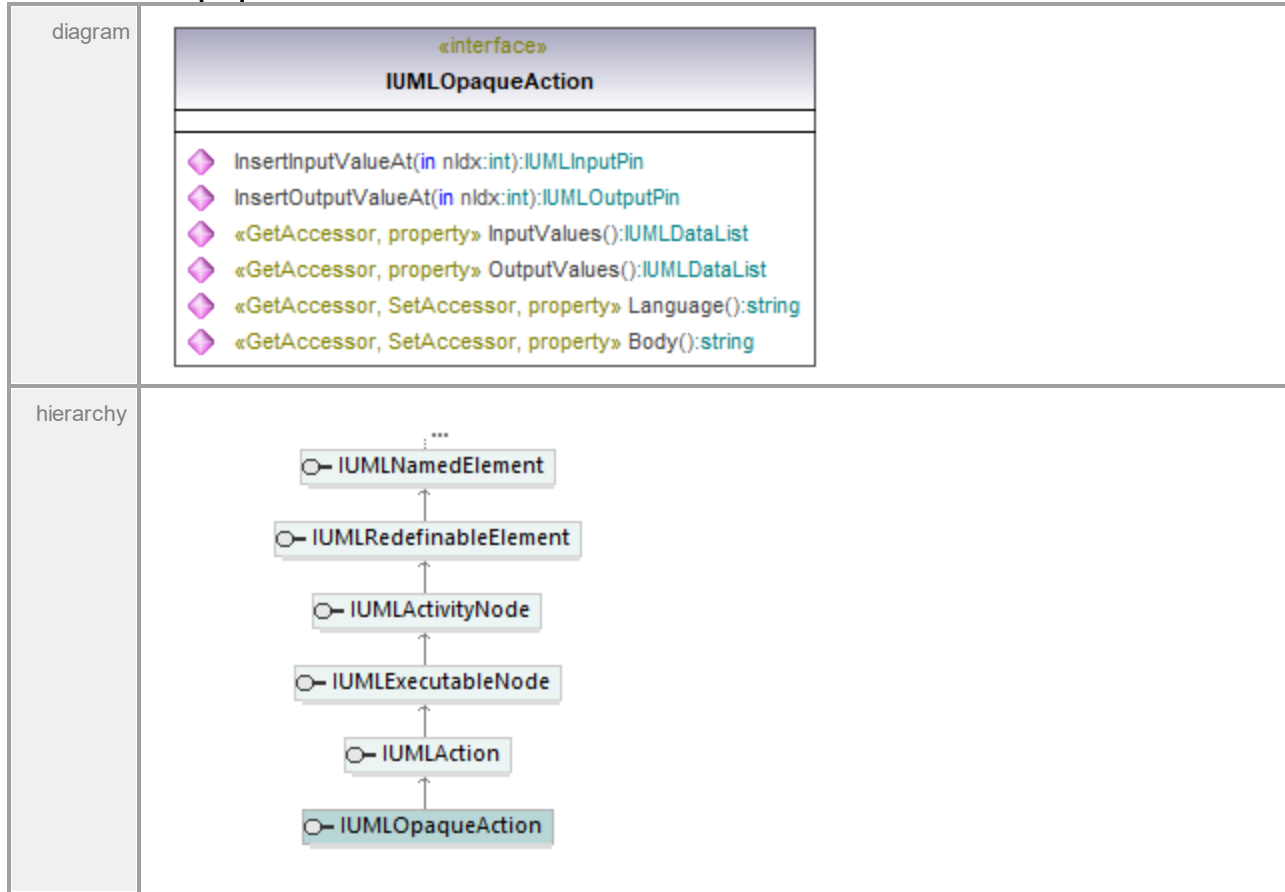 diagram
«interface»
IUMLOpaqueAction
InsertInputValueAt(in nIdx:int):IUMLInputPin
InsertOutputValueAt(in nIdx:int):IUMLOutputPin
«GetAccessor, property» InputValues():IUMLDataList
«GetAccessor, property» OutputValues():IUMLDataList
«GetAccessor, SetAccessor, property» Language():string
«GetAccessor, SetAccessor, property» Body():string
hierarchy
...
IUMLNamedElement
IUMLRedefinableElement
IUMLActivityNode
IUMLExecutableNode
IUMLAction
IUMLOpaqueAction